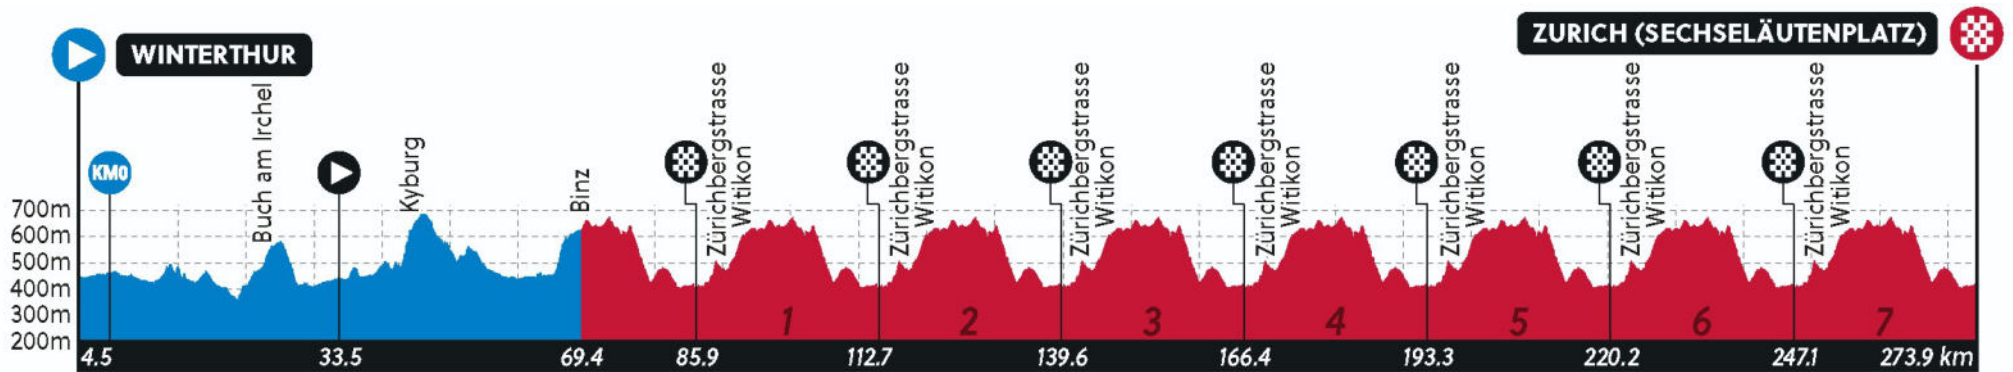 WINTERTHUR
ZURICH (SECHSELÄUTENPLATZ)
KM0
Buch am Irchel
Kyburg
Binz
Zürichbergstrasse
Witikon
Zürichbergstrasse
Witikon
Zürichbergstrasse
Witikon
Zürichbergstrasse
Witikon
Zürichbergstrasse
Witikon
Zürichbergstrasse
Witikon
Zürichbergstrasse
Witikon
700m
600m
500m
400m
300m
200m
1 2 3 4 5 6 7
4.5 33.5 69.4 85.9 112.7 139.6 166.4 193.3 220.2 247.1 273.9 km